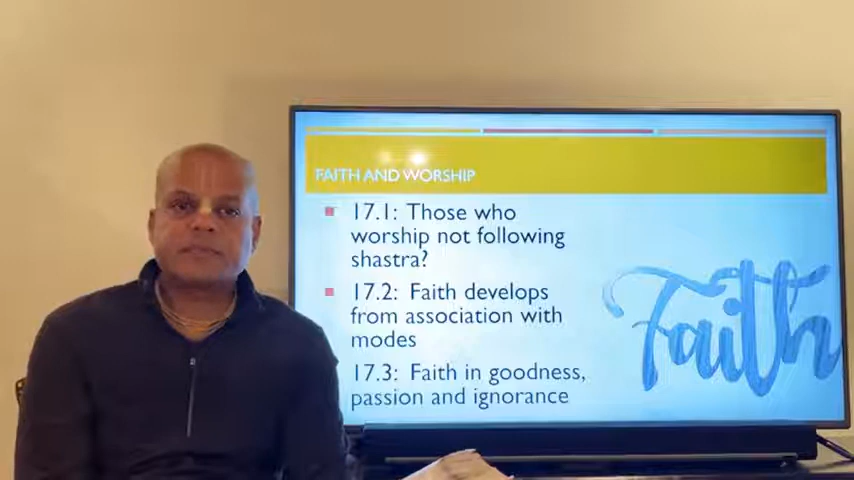 FAITH AND WORSHIP
17.1: Those who
worship not following
shastra?
17.2: Faith develops
from association with
modes
17.3: Faith in goodness,
passion and ignorance
Faith